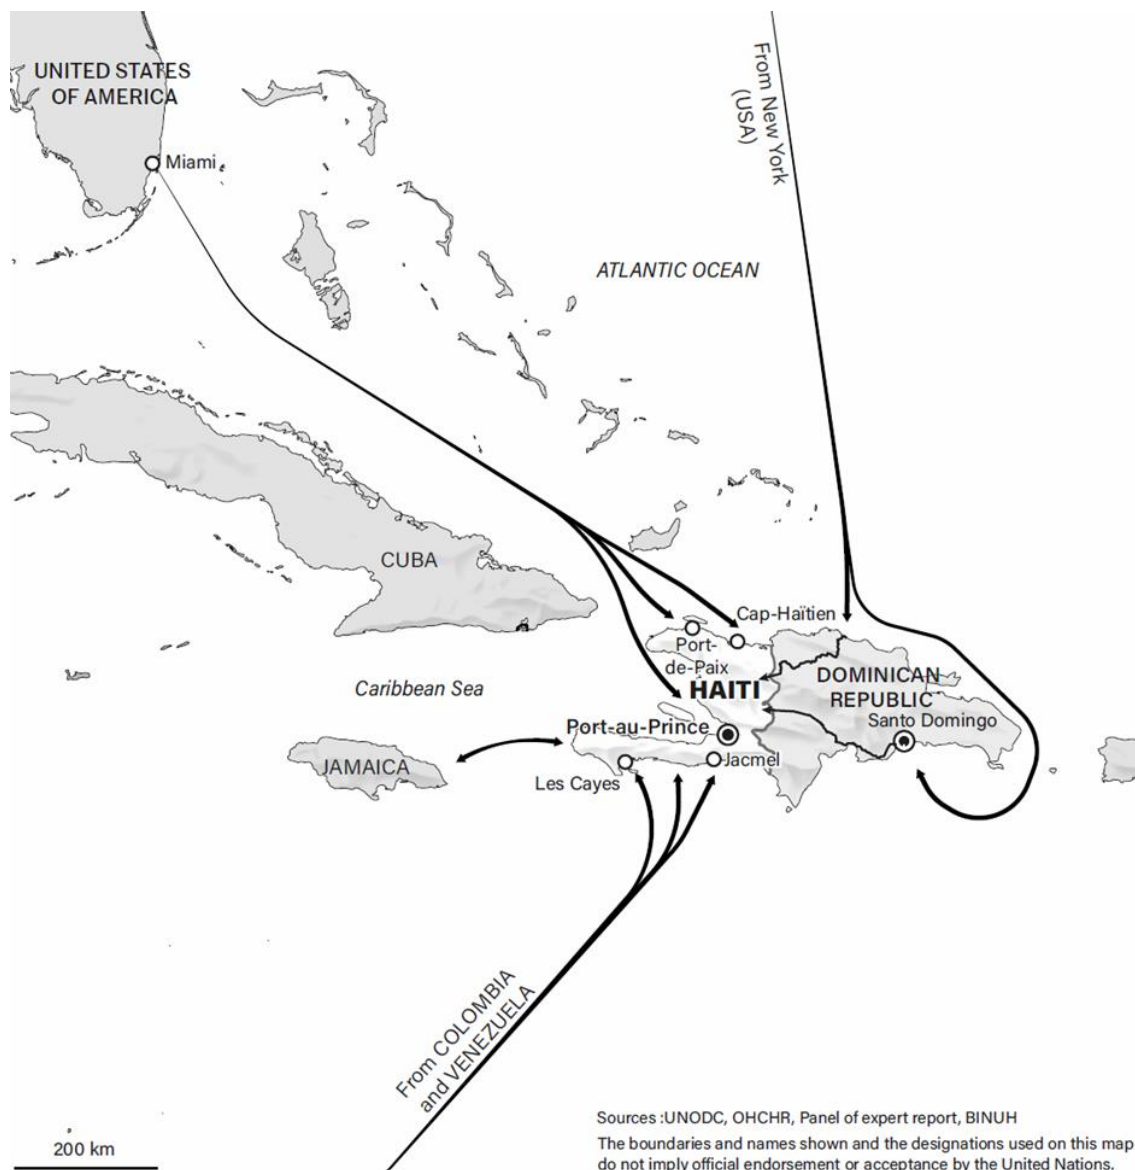 UNITED STATES
OF AMERICA
Miami
From New York
(USA)
ATLANTIC OCEAN
CUBA
Cap-Haïtien
Port-
de-Paix
HAITI
DOMINICAN
REPUBLIC
Caribbean Sea
Santo Domingo
Port-au-Prince
JAMAICA
Jacmel
Les Cayes
From COLOMBIA
and VENEZUELA
Sources :UNODC, OHCHR, Panel of expert report, BINUH
The boundaries and names shown and the designations used on this map
do not imply official endorsement or acceptance by the United Nations.
200 km